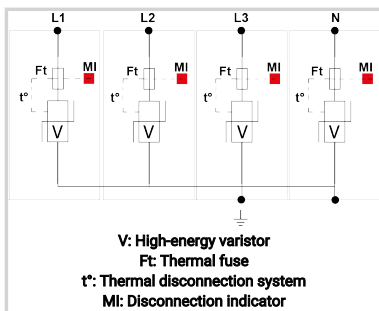 L1 L2 L3 N
Ft MI Ft MI Ft MI Ft MI
t° t° t° t°
V V V V
V: High-energy varistor
Ft: Thermal fuse
t°: Thermal disconnection system
MI: Disconnection indicator